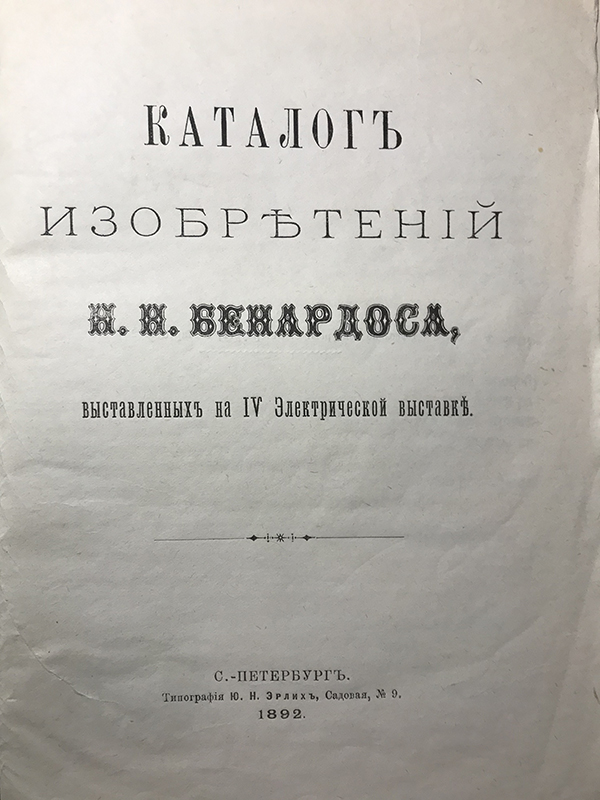 КАТАЛОГЪ
ИЗОБРѢТЕНІЙ
Н. Н. БЕНАРДОСА,
выставленныхъ на IV Электрической выставкѣ.
С.-ПЕТЕРБУРГЪ.
Типографія Ю. Н. Эрлихъ, Садовая, № 9.
1892.